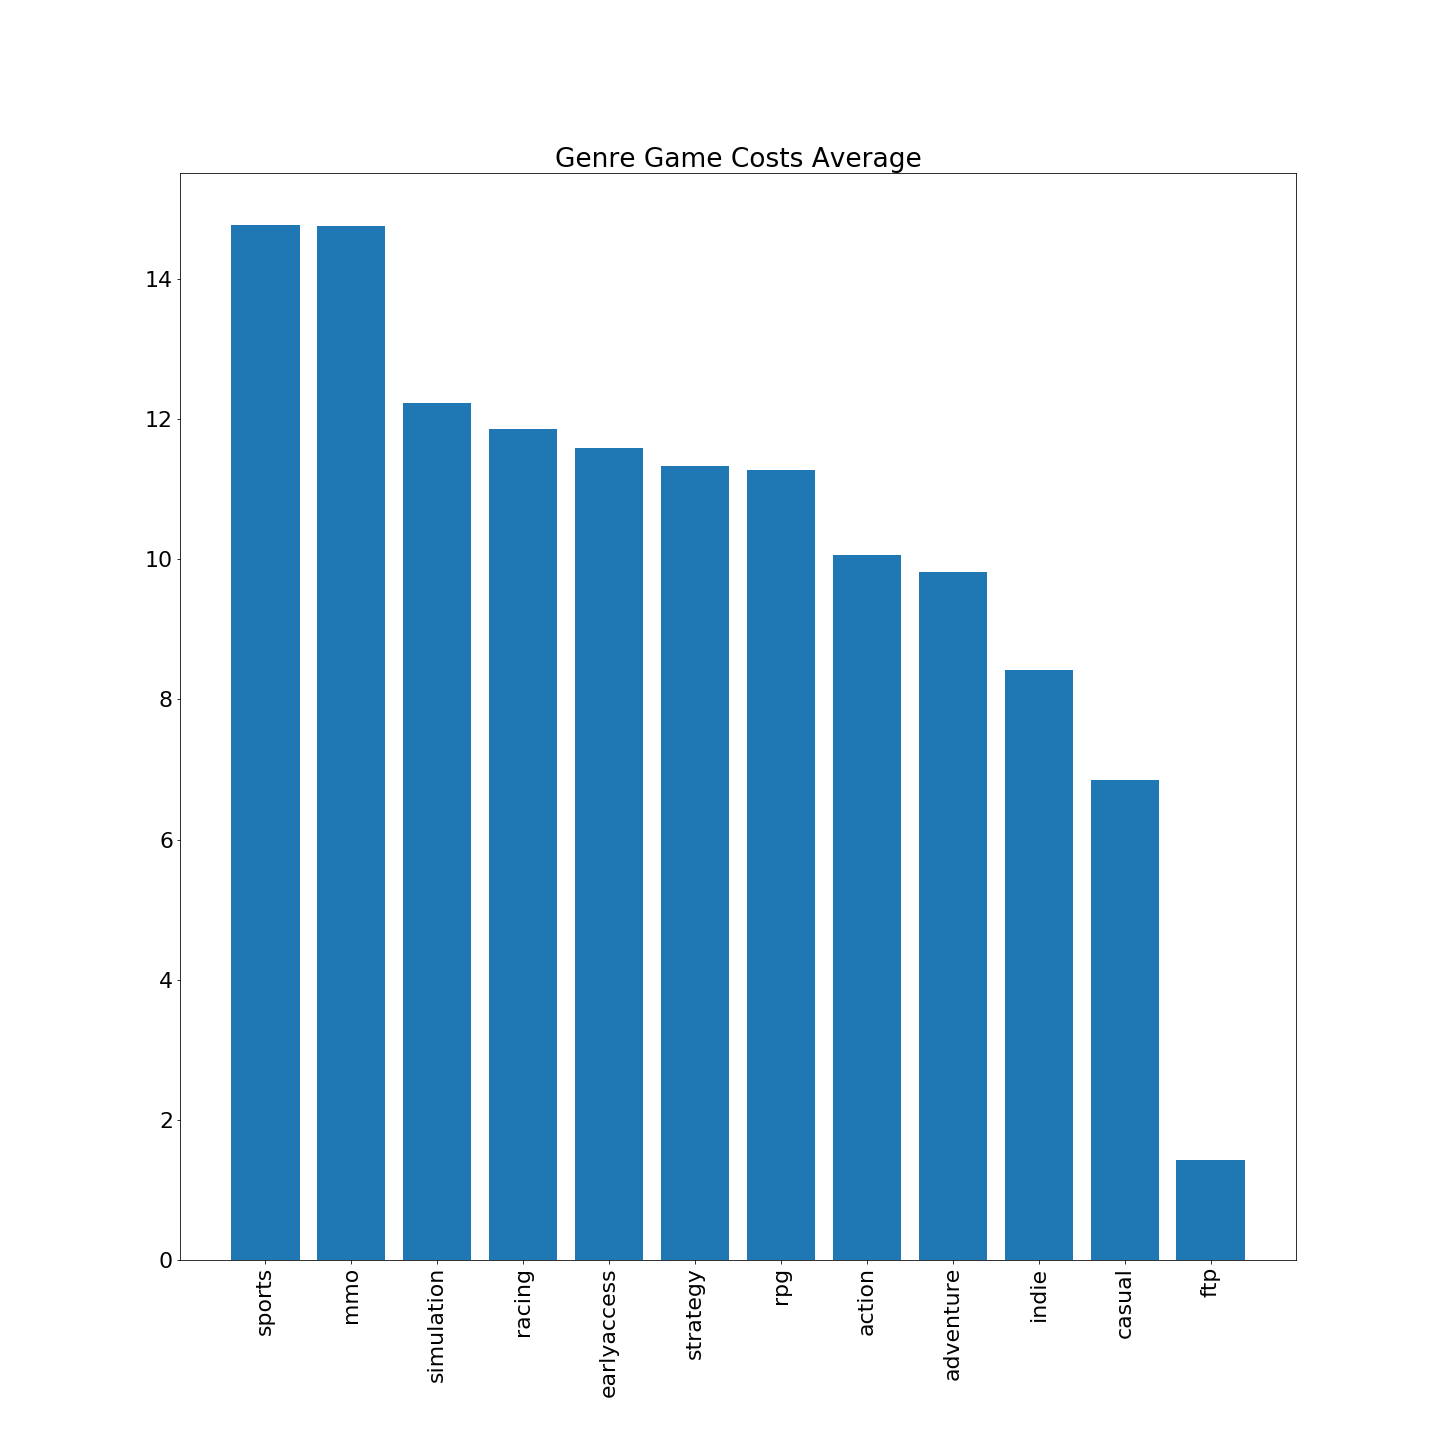 Genre Game Costs Average
14
12
10
8
6
4
2
0
sports
mmo
simulation
racing
earlyaccess
strategy
rpg
action
adventure
indie
casual
ftp